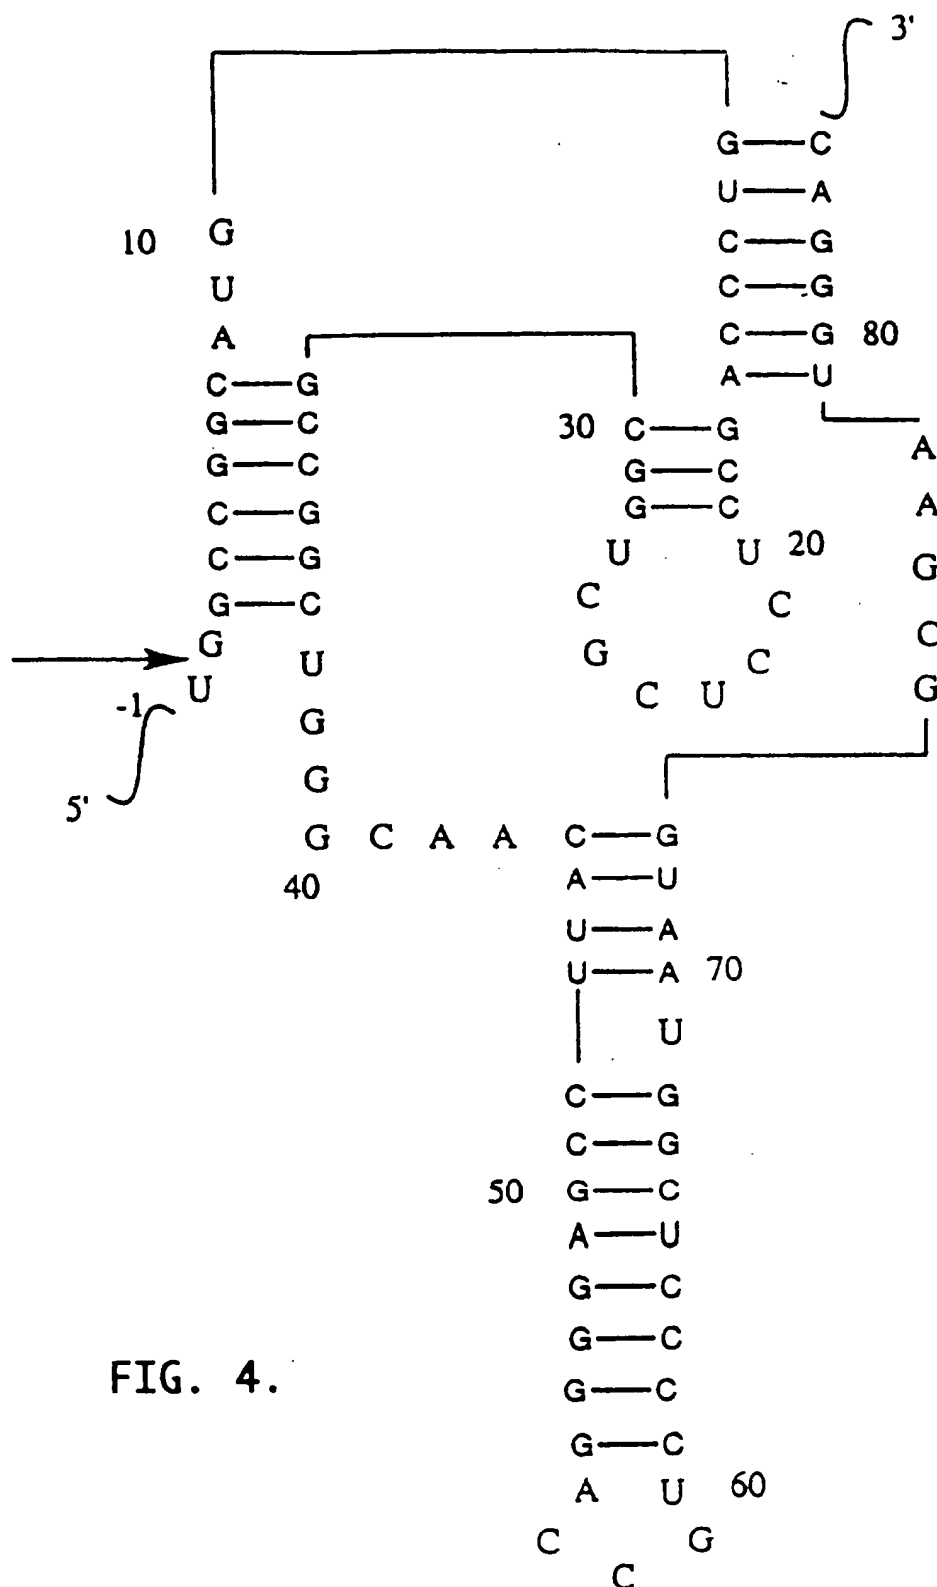 3'
G C
U A
10 G C G
U C G
A C G 80
C G A U
G C 30 C G A
G C G C A
C G G C
C G U U 20 G
G C C C
G U G C C
-1 U G C U G
5' G
G
G C A A C G
40 A U
U A
U A 70
U
C G
C G
50 G C
A U
G C
G C
G C
FIG. 4.
G C
A U 60
C G
C